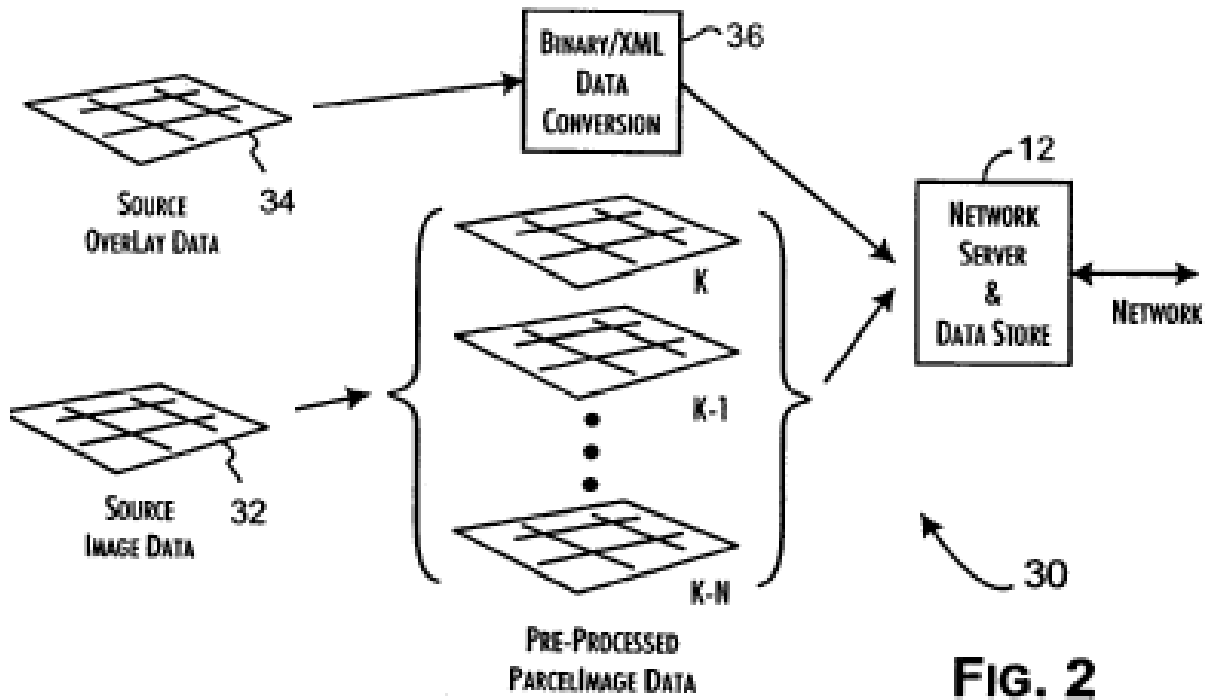 BINARY/XML
DATA
CONVERSION
36
34
SOURCE
OVERLAY DATA
12
NETWORK
SERVER
&
DATA STORE
NETWORK
K
K-1
K-N
32
SOURCE
IMAGE DATA
PRE-PROCESSED
PARCELIMAGE DATA
30
FIG. 2